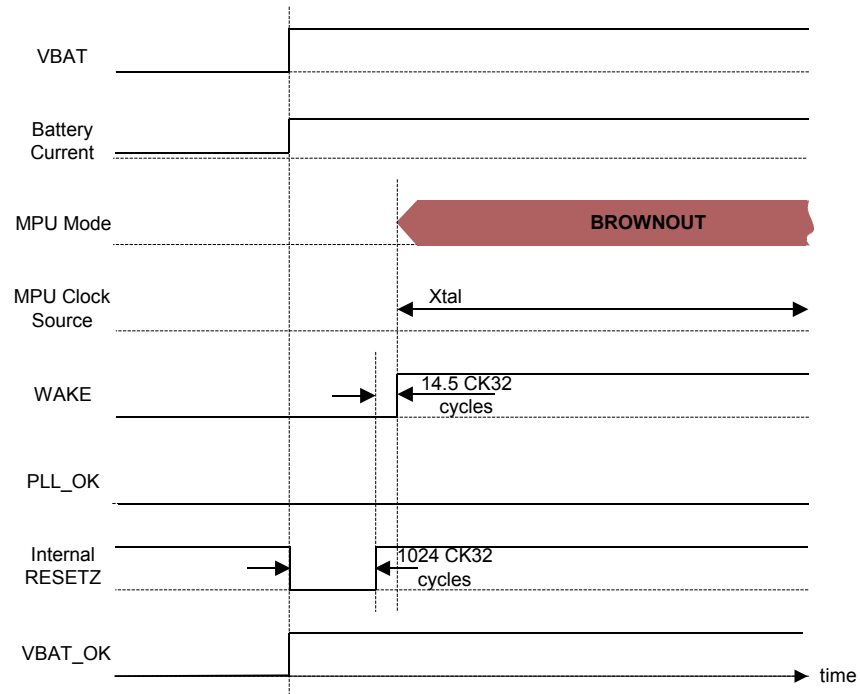 VBAT
Battery
Current
MPU Mode
BROWNOUT
MPU Clock
Source
Xtal
WAKE
14.5 CK32
cycles
PLL_OK
Internal
RESETZ
1024 CK32
cycles
VBAT_OK
time